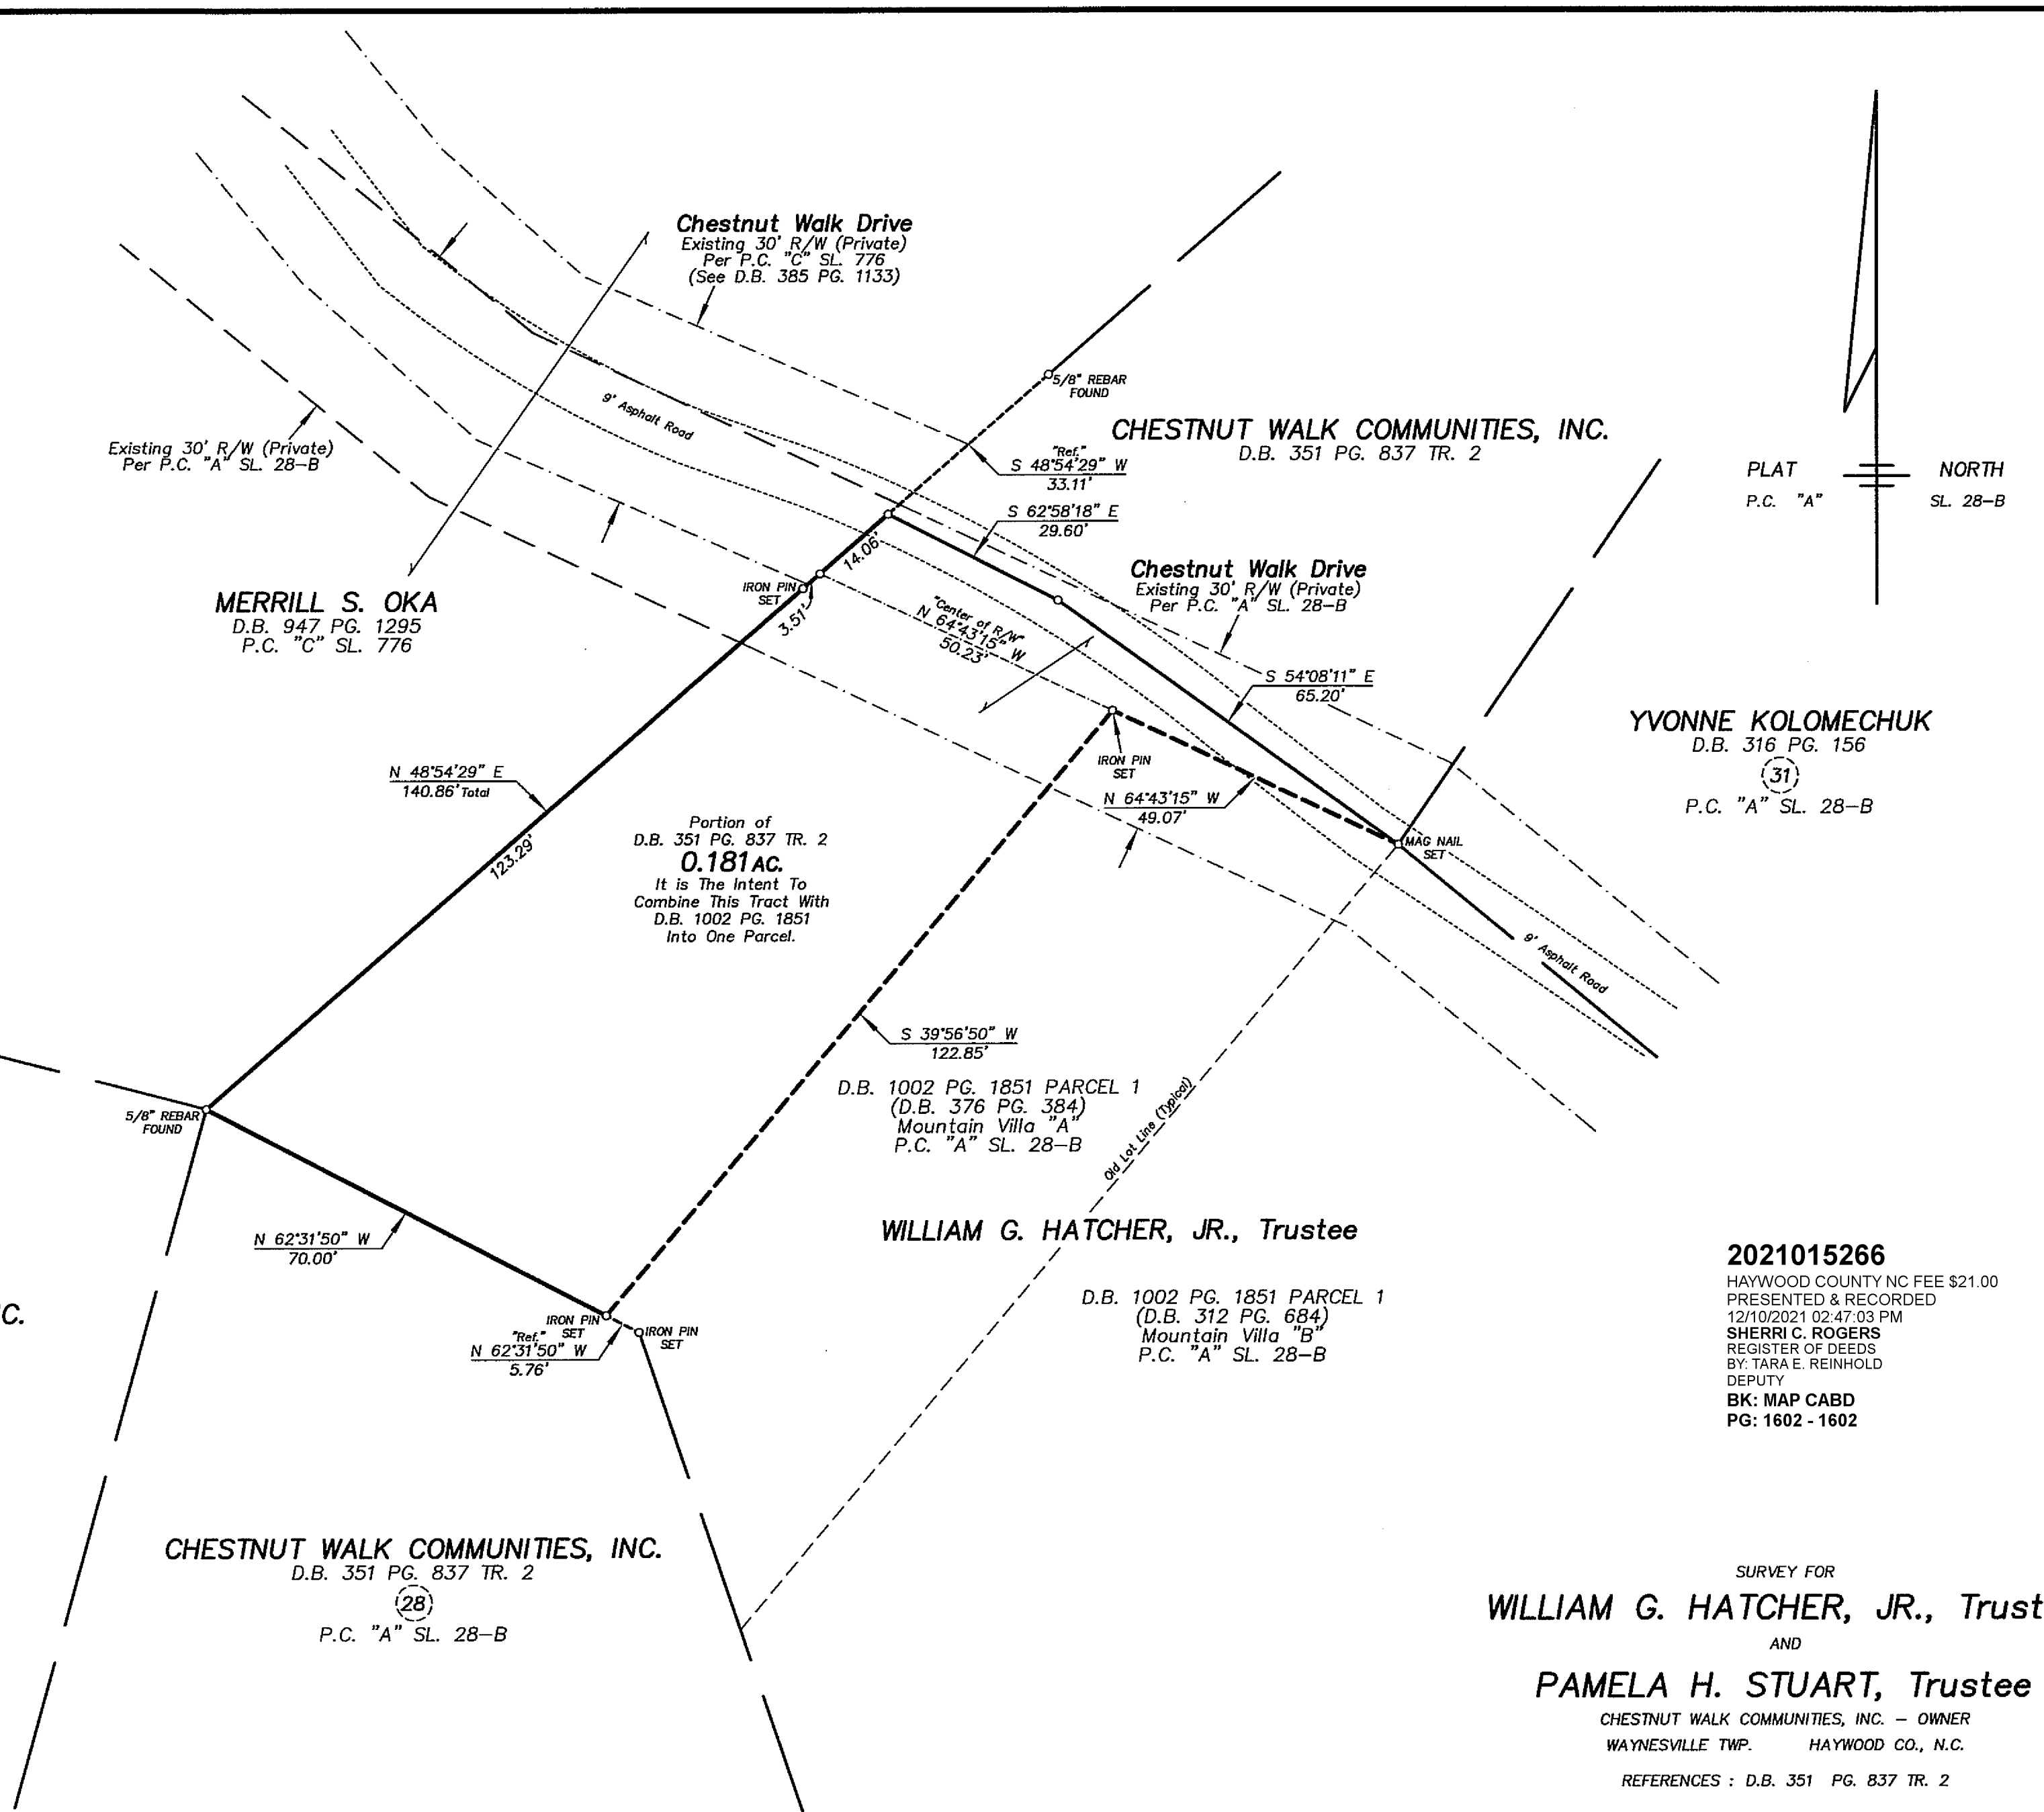 Chestnut Walk Drive
Existing 30' R/W (Private)
Per P.C. "C" SL. 776
(See D.B. 385 PG. 1133)
9' Asphalt Road
5/8" REBAR
FOUND
CHESTNUT WALK COMMUNITIES, INC.
D.B. 351 PG. 837 TR. 2
Existing 30' R/W (Private)
Per P.C. "A" SL. 28-B
"Ref."
S 48°54'29" W
33.11'
S 62°58'18" E
29.60'
PLAT NORTH
P.C. "A" SL. 28-B
14.06'
IRON PIN
SET
3.51'
"Center of R/W"
N 64°43'15" W
50.23'
Chestnut Walk Drive
Existing 30' R/W (Private)
Per P.C. "A" SL. 28-B
MERRILL S. OKA
D.B. 947 PG. 1295
P.C. "C" SL. 776
S 54°08'11" E
65.20'
YVONNE KOLOMECHUK
D.B. 316 PG. 156
31
P.C. "A" SL. 28-B
IRON PIN
SET
N 64°43'15" W
49.07'
MAG NAIL
SET
N 48°54'29" E
140.86' Total
123.29'
Portion of
D.B. 351 PG. 837 TR. 2
0.181 AC.
It is The Intent To
Combine This Tract With
D.B. 1002 PG. 1851
Into One Parcel.
9' Asphalt Road
S 39°56'50" W
122.85'
D.B. 1002 PG. 1851 PARCEL 1
(D.B. 376 PG. 384)
Mountain Villa "A"
P.C. "A" SL. 28-B
Old Lot Line (Typical)
5/8" REBAR
FOUND
WILLIAM G. HATCHER, JR., Trustee
N 62°31'50" W
70.00'
D.B. 1002 PG. 1851 PARCEL 1
(D.B. 312 PG. 684)
Mountain Villa "B"
P.C. "A" SL. 28-B
C.
IRON PIN
SET
"Ref."
N 62°31'50" W
5.76'
IRON PIN
SET
2021015266
HAYWOOD COUNTY NC FEE $21.00
PRESENTED & RECORDED
12/10/2021 02:47:03 PM
SHERRI C. ROGERS
REGISTER OF DEEDS
BY: TARA E. REINHOLD
DEPUTY
BK: MAP CABD
PG: 1602 - 1602
CHESTNUT WALK COMMUNITIES, INC.
D.B. 351 PG. 837 TR. 2
28
P.C. "A" SL. 28-B
SURVEY FOR
WILLIAM G. HATCHER, JR., Trust
AND
PAMELA H. STUART, Trustee
CHESTNUT WALK COMMUNITIES, INC. - OWNER
WAYNESVILLE TWP. HAYWOOD CO., N.C.
REFERENCES : D.B. 351 PG. 837 TR. 2